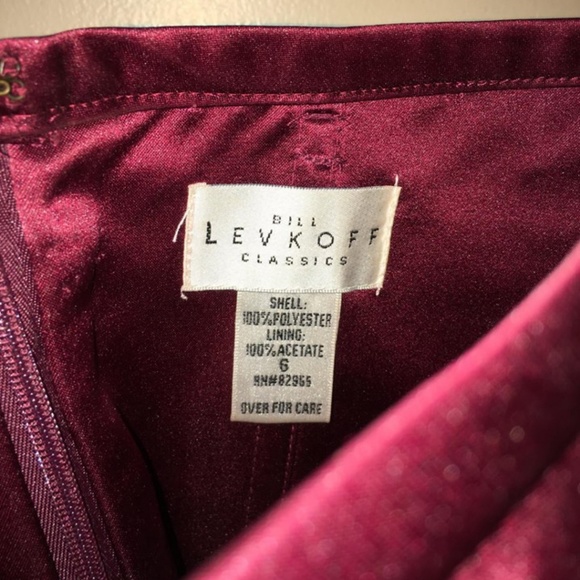 BILL
LEVKOFF
CLASSICS
SHELL:
100%POLYESTER
LINING:
100%ACETATE
6
RN#82966
OVER FOR CARE